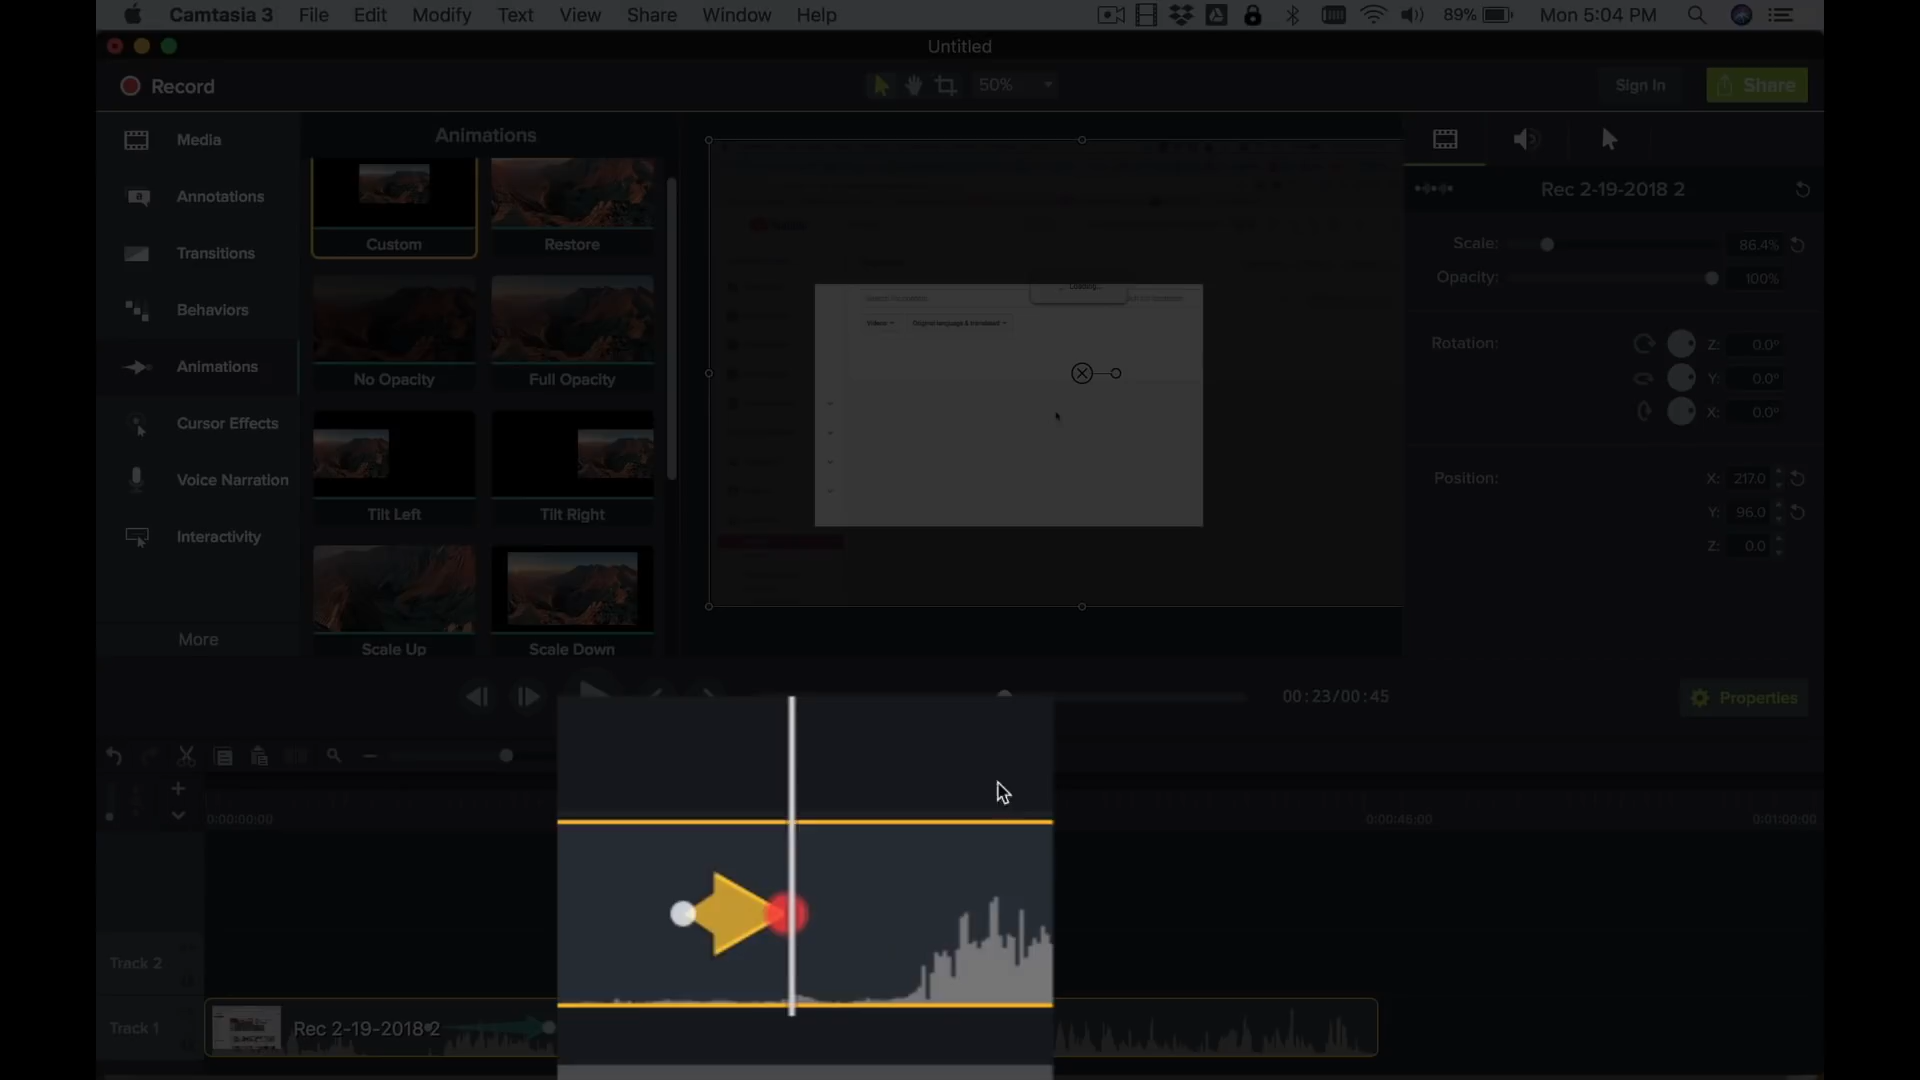 Camtasia 3 File Edit Modify Text View Share Window Help 89% Mon 5:04 PM
Untitled
Record 50% Sign In Share
Media
Annotations
Transitions
Behaviors
Animations
Cursor Effects
Voice Narration
Interactivity
More
Animations
Custom Restore
No Opacity Full Opacity
Tilt Left Tilt Right
Scale Up Scale Down
Loading...
Videos Original language & translated
Rec 2-19-2018 2
Scale: 86.4%
Opacity: 100%
Rotation: Z: 0.0°
Y: 0.0°
X: 0.0°
Position: X: 217.0
Y: 96.0
Z: 0.0
00:23/00:45
Properties
0:00:00;00 0:00:45;00 0:01:00;00
Track 2
Track 1 Rec 2-19-2018 2